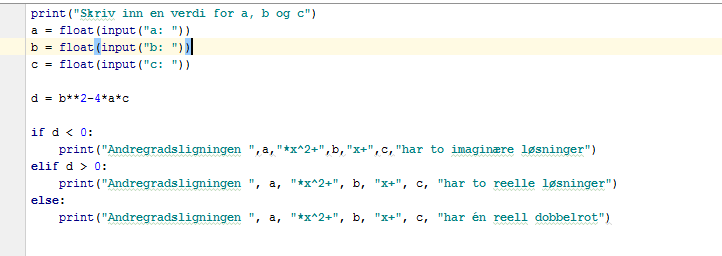 print("Skriv inn en verdi for a, b og c")
a = float(input("a: "))
b = float(input("b: "))
c = float(input("c: "))
d = b**2-4*a*c
if d < 0:
print("Andregradsligningen ",a,"*x^2+",b,"x+",c,"har to imaginære løsninger")
elif d > 0:
print("Andregradsligningen ", a, "*x^2+", b, "x+", c, "har to reelle løsninger")
else:
print("Andregradsligningen ", a, "*x^2+", b, "x+", c, "har én reell dobbelrot")